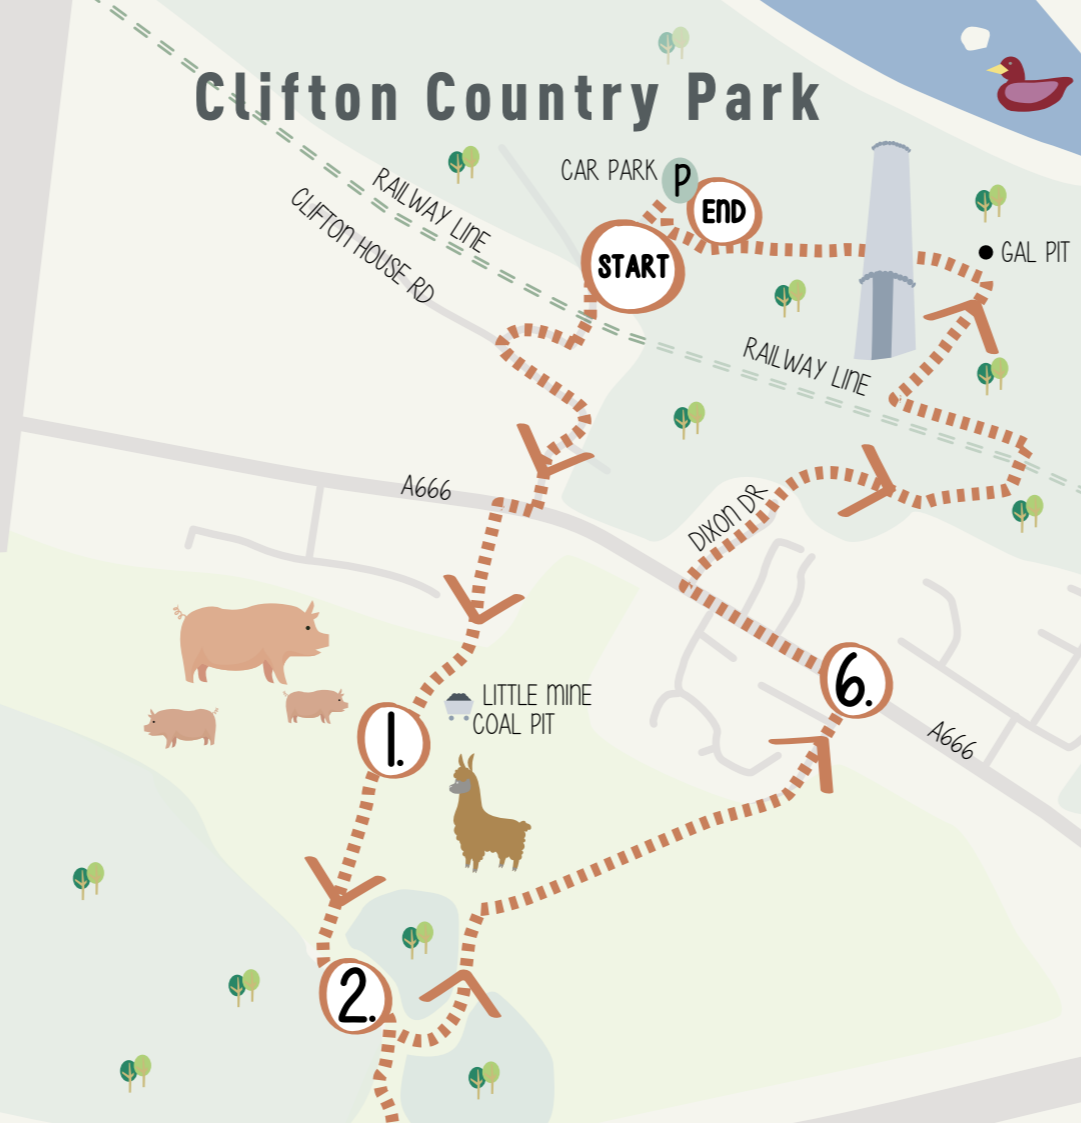 Clifton Country Park
CAR PARK
P
END
RAILWAY LINE
CLIFTON HOUSE RD
START
GAL PIT
RAILWAY LINE
A666
DIXON DR
6.
LITTLE MINE
COAL PIT
1.
A666
2.